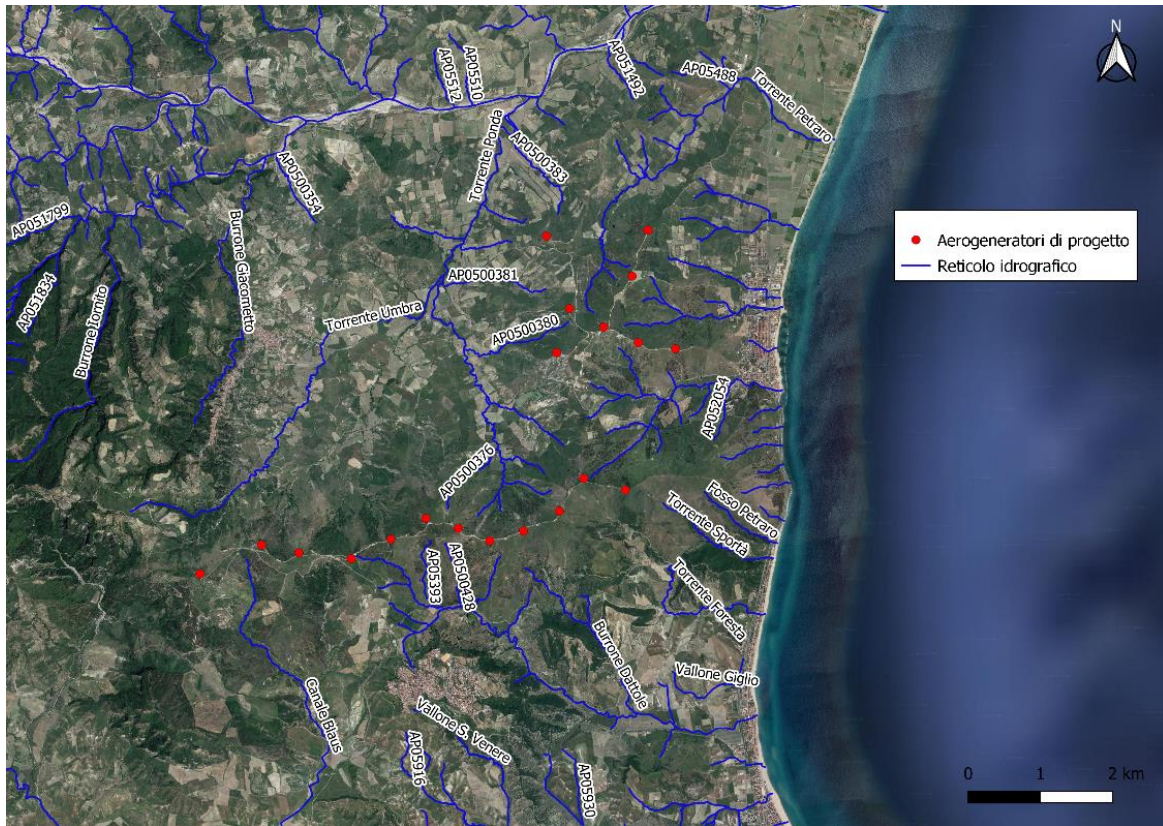 N
AP05510
AP05512
AP051492
AP05488
Torrente Petraro
Torrente Ponda
AP0500383
AP0500354
AP051799
Burrone Giacometto
AP051834
Burrone Tornito
AP0500381
Torrente Umbra
AP0500380
Aerogeneratori di progetto
Reticolo idrografico
AP052054
AP0500376
Fosso Petraro
Torrente Sportà
AP05393
AP0500428
Torrente Foresta
Burrone Dattole
Vallone Giglio
Canale Blaus
Vallone S. Venere
AP05916
AP05930
0 1 2 km